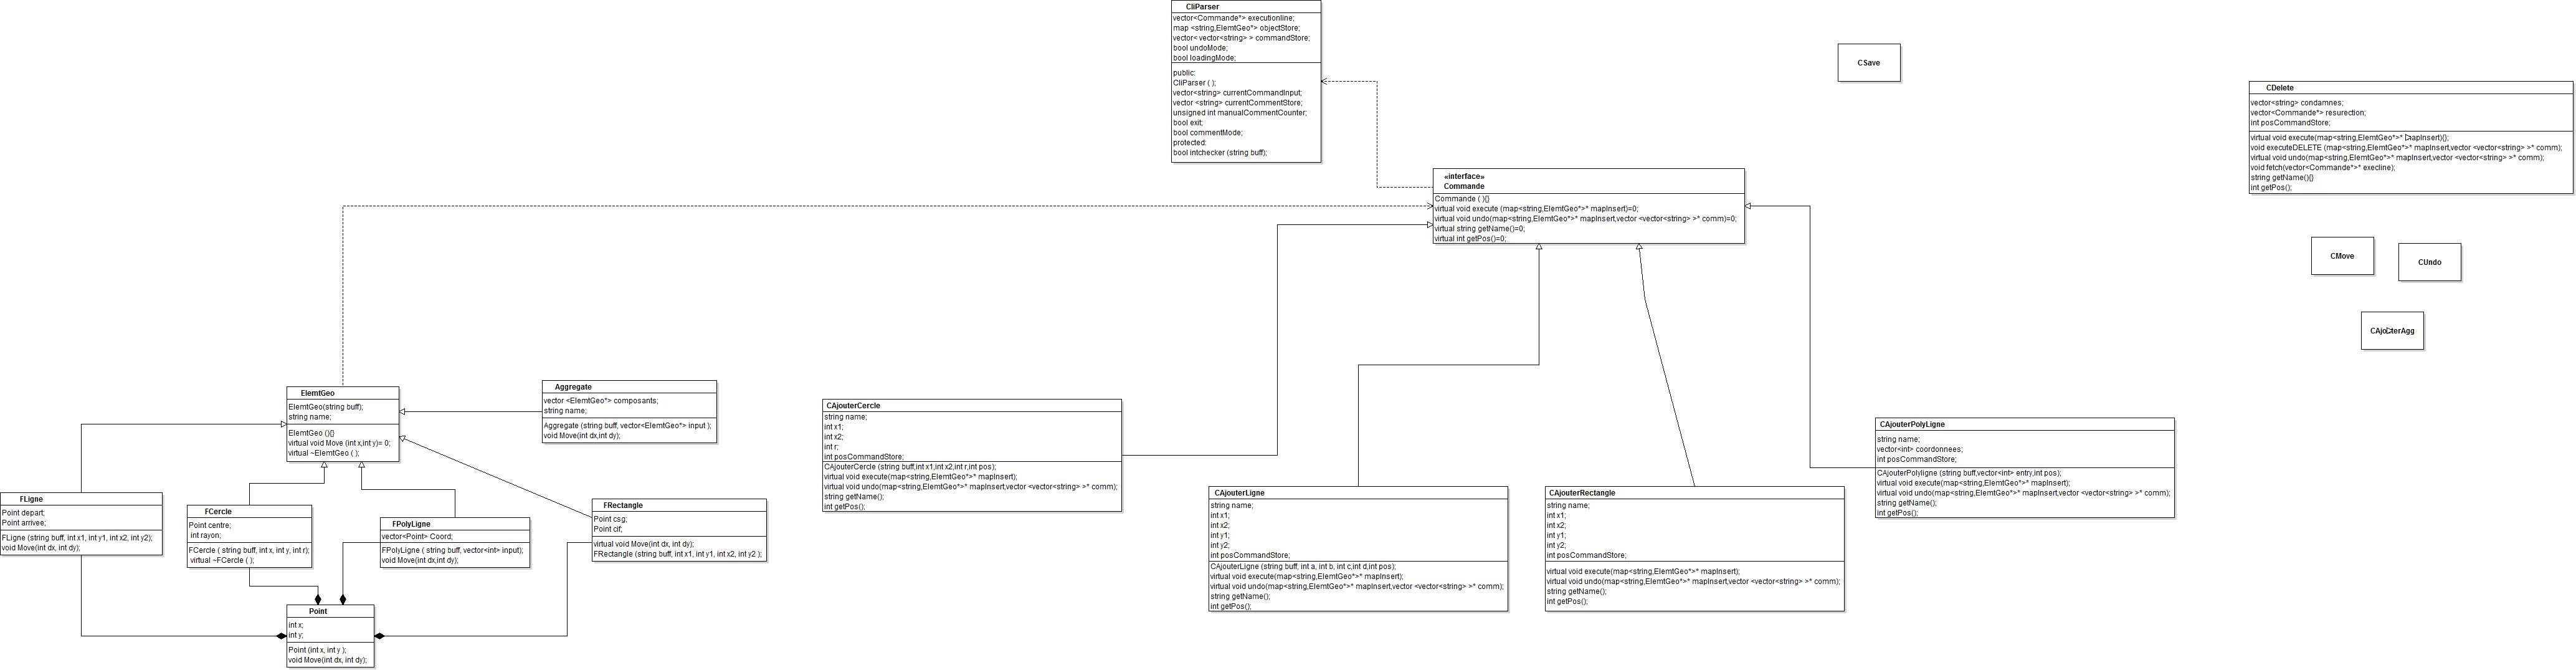 CliParser
vector<Commande*> executionline;
map <string,ElemtGeo*> objectStore;
vector< vector<string> > commandStore;
bool undoMode;
bool loadingMode;
public:
CliParser ( );
vector<string> currentCommandInput;
vector <string> currentCommentStore;
unsigned int manualCommentCounter;
bool exit;
bool commentMode;
protected:
bool intchecker (string buff);
CSave
CDelete
vector<string> condamnes;
vector<Commande*> resurection;
int posCommandStore;
virtual void execute(map<string,ElemtGeo*>* mapInsert){};
void executeDELETE (map<string,ElemtGeo*>* mapInsert,vector <vector<string> >* comm);
virtual void undo(map<string,ElemtGeo*>* mapInsert,vector <vector<string> >* comm);
void fetch(vector<Commande*>* execline);
string getName(){}
int getPos();
«interface»
Commande
Commande ( ){}
virtual void execute (map<string,ElemtGeo*>* mapInsert)=0;
virtual void undo(map<string,ElemtGeo*>* mapInsert,vector <vector<string> >* comm)=0;
virtual string getName()=0;
virtual int getPos()=0;
CMove
CUndo
CAjouterAgg
ElemtGeo
ElemtGeo(string buff);
string name;
ElemtGeo (){}
virtual void Move (int x,int y)= 0;
virtual ~ElemtGeo ( );
Aggregate
vector <ElemtGeo*> composants;
string name;
Aggregate (string buff, vector<ElemtGeo*> input );
void Move(int dx,int dy);
CAjouterCercle
string name;
int x1;
int x2;
int r;
int posCommandStore;
CAjouterCercle (string buff,int x1,int x2,int r,int pos);
virtual void execute(map<string,ElemtGeo*>* mapInsert);
virtual void undo(map<string,ElemtGeo*>* mapInsert,vector <vector<string> >* comm);
string getName();
int getPos();
CAjouterPolyLigne
string name;
vector<int> coordonnees;
int posCommandStore;
CAjouterPolyligne (string buff,vector<int> entry,int pos);
virtual void execute(map<string,ElemtGeo*>* mapInsert);
virtual void undo(map<string,ElemtGeo*>* mapInsert,vector <vector<string> >* comm);
string getName();
int getPos();
FLigne
Point depart;
Point arrivee;
FLigne (string buff, int x1, int y1, int x2, int y2);
void Move(int dx, int dy);
FCercle
Point centre;
int rayon;
FCercle ( string buff, int x, int y, int r);
virtual ~FCercle ( );
FPolyLigne
vector<Point> Coord;
FPolyLigne ( string buff, vector<int> input);
void Move(int dx,int dy);
FRectangle
Point csg;
Point cif;
virtual void Move(int dx, int dy);
FRectangle (string buff, int x1, int y1, int x2, int y2 );
CAjouterLigne
string name;
int x1;
int x2;
int y1;
int y2;
int posCommandStore;
CAjouterLigne (string buff, int a, int b, int c,int d,int pos);
virtual void execute(map<string,ElemtGeo*>* mapInsert);
virtual void undo(map<string,ElemtGeo*>* mapInsert,vector <vector<string> >* comm);
string getName();
int getPos();
CAjouterRectangle
string name;
int x1;
int x2;
int y1;
int y2;
int posCommandStore;
virtual void execute(map<string,ElemtGeo*>* mapInsert);
virtual void undo(map<string,ElemtGeo*>* mapInsert,vector <vector<string> >* comm);
string getName();
int getPos();
Point
int x;
int y;
Point (int x, int y );
void Move(int dx, int dy);